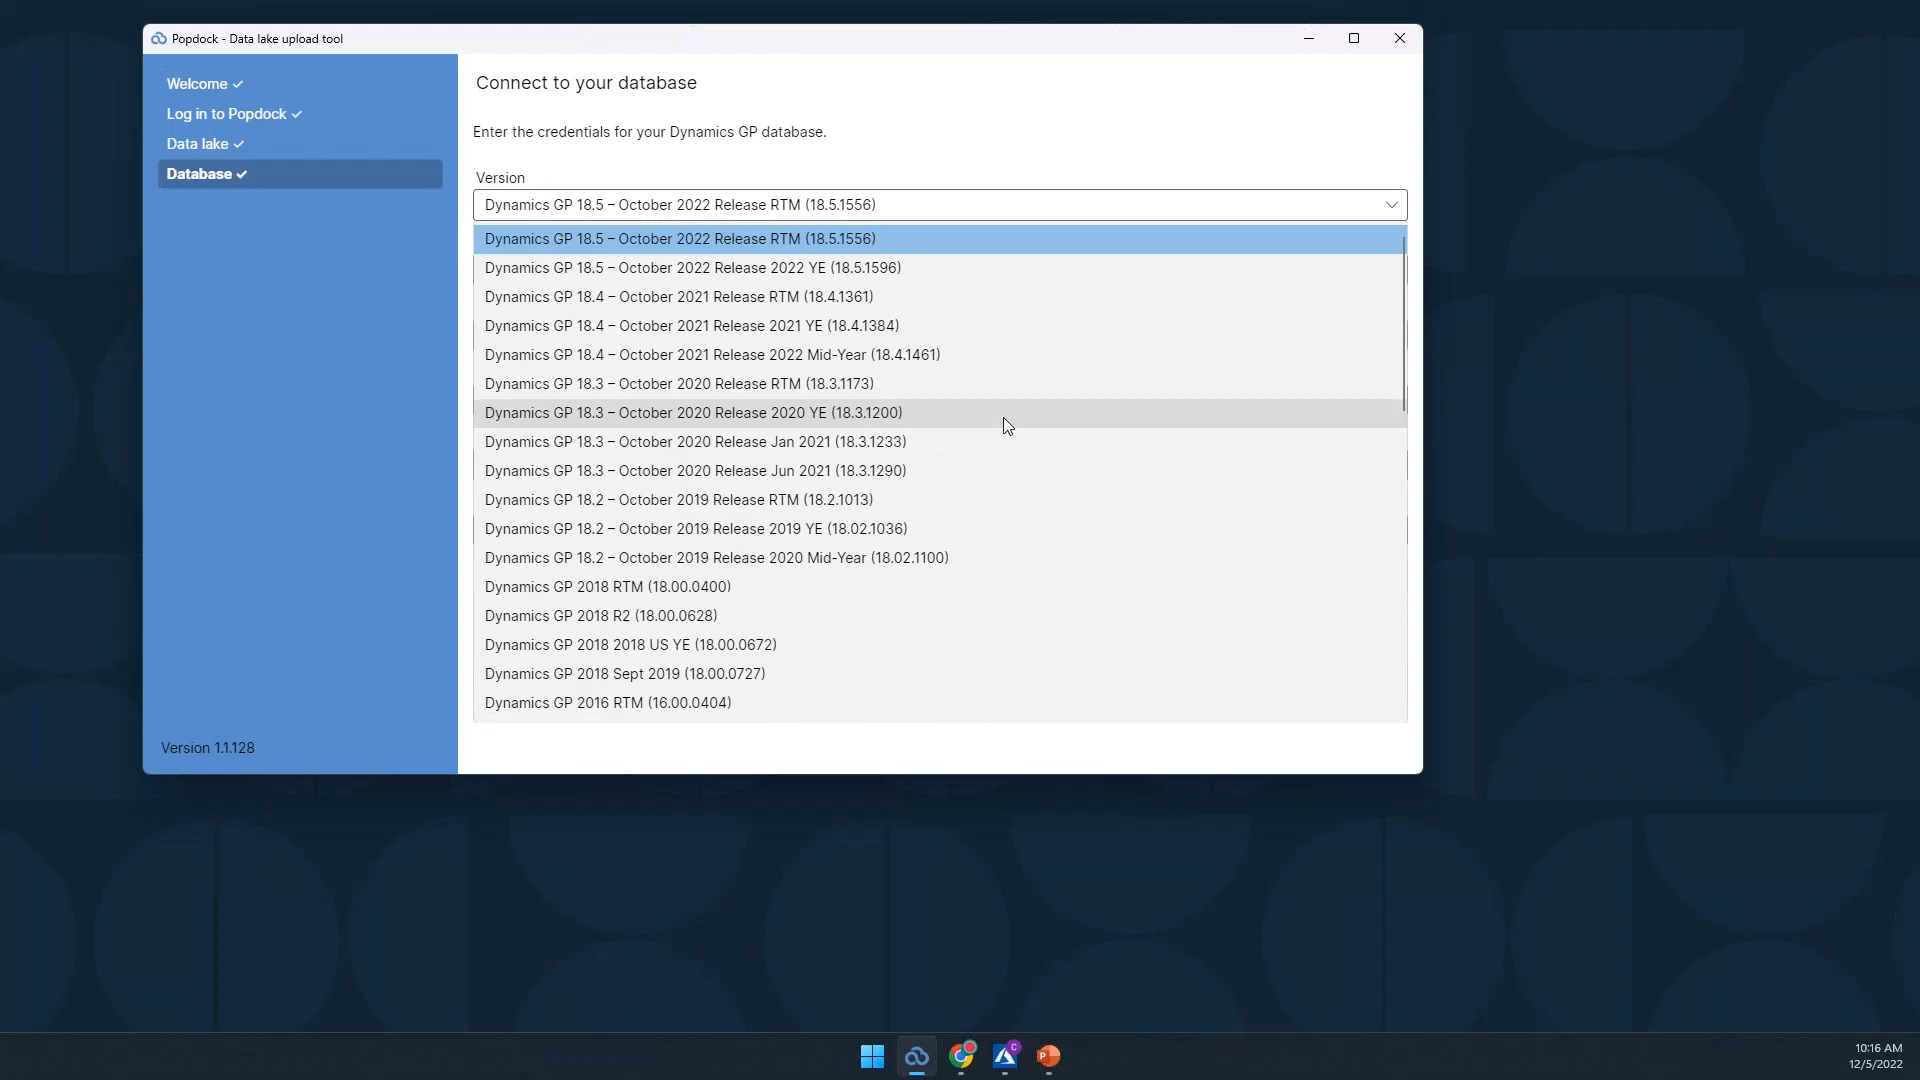 Popdock - Data lake upload tool
Welcome ✓
Log in to Popdock ✓
Data lake ✓
Database ✓
Version 1.1.128
Connect to your database
Enter the credentials for your Dynamics GP database.
Version
Dynamics GP 18.5 – October 2022 Release RTM (18.5.1556)
Dynamics GP 18.5 – October 2022 Release RTM (18.5.1556)
Dynamics GP 18.5 – October 2022 Release 2022 YE (18.5.1596)
Dynamics GP 18.4 – October 2021 Release RTM (18.4.1361)
Dynamics GP 18.4 – October 2021 Release 2021 YE (18.4.1384)
Dynamics GP 18.4 – October 2021 Release 2022 Mid-Year (18.4.1461)
Dynamics GP 18.3 – October 2020 Release RTM (18.3.1173)
Dynamics GP 18.3 – October 2020 Release 2020 YE (18.3.1200)
Dynamics GP 18.3 – October 2020 Release Jan 2021 (18.3.1233)
Dynamics GP 18.3 – October 2020 Release Jun 2021 (18.3.1290)
Dynamics GP 18.2 – October 2019 Release RTM (18.2.1013)
Dynamics GP 18.2 – October 2019 Release 2019 YE (18.02.1036)
Dynamics GP 18.2 – October 2019 Release 2020 Mid-Year (18.02.1100)
Dynamics GP 2018 RTM (18.00.0400)
Dynamics GP 2018 R2 (18.00.0628)
Dynamics GP 2018 2018 US YE (18.00.0672)
Dynamics GP 2018 Sept 2019 (18.00.0727)
Dynamics GP 2016 RTM (16.00.0404)
C
P
10:16 AM
12/5/2022